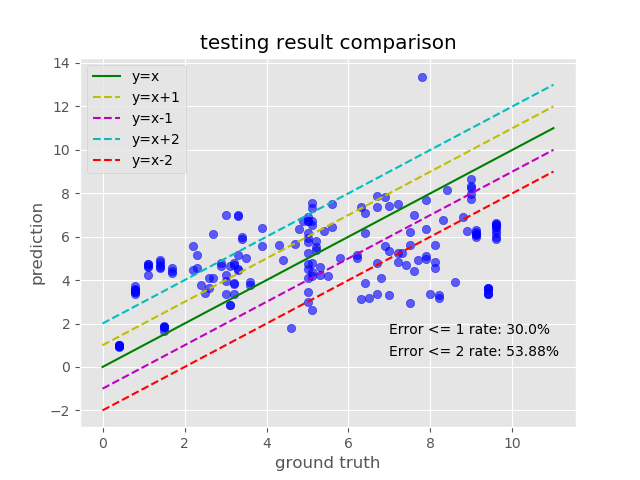 testing result comparison
y=x
y=x+1
y=x-1
y=x+2
y=x-2
14
12
10
8
6
4
2
0
−2
prediction
Error <= 1 rate: 30.0%
Error <= 2 rate: 53.88%
0
2
4
6
8
10
ground truth